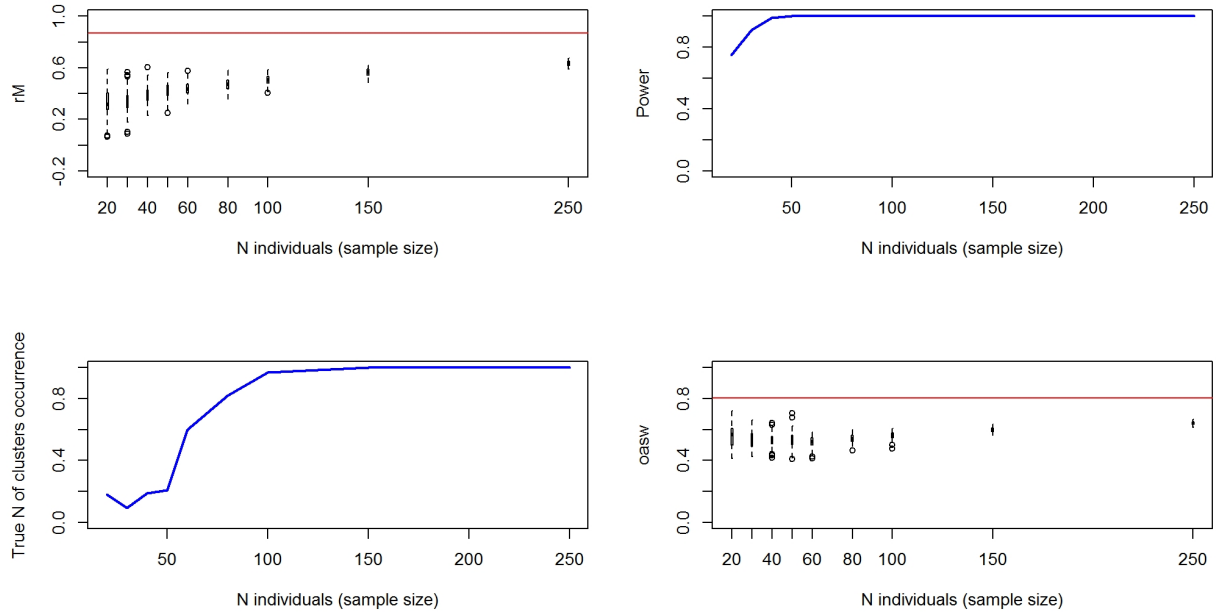 rM
1.0
0.6
0.2
-0.2
20 40 60 80 100 150 250
N individuals (sample size)
Power
0.8
0.4
0.0
50 100 150 200 250
N individuals (sample size)
True N of clusters occurrence
0.8
0.4
0.0
50 100 150 200 250
N individuals (sample size)
oasw
0.8
0.4
0.0
20 40 60 80 100 150 250
N individuals (sample size)